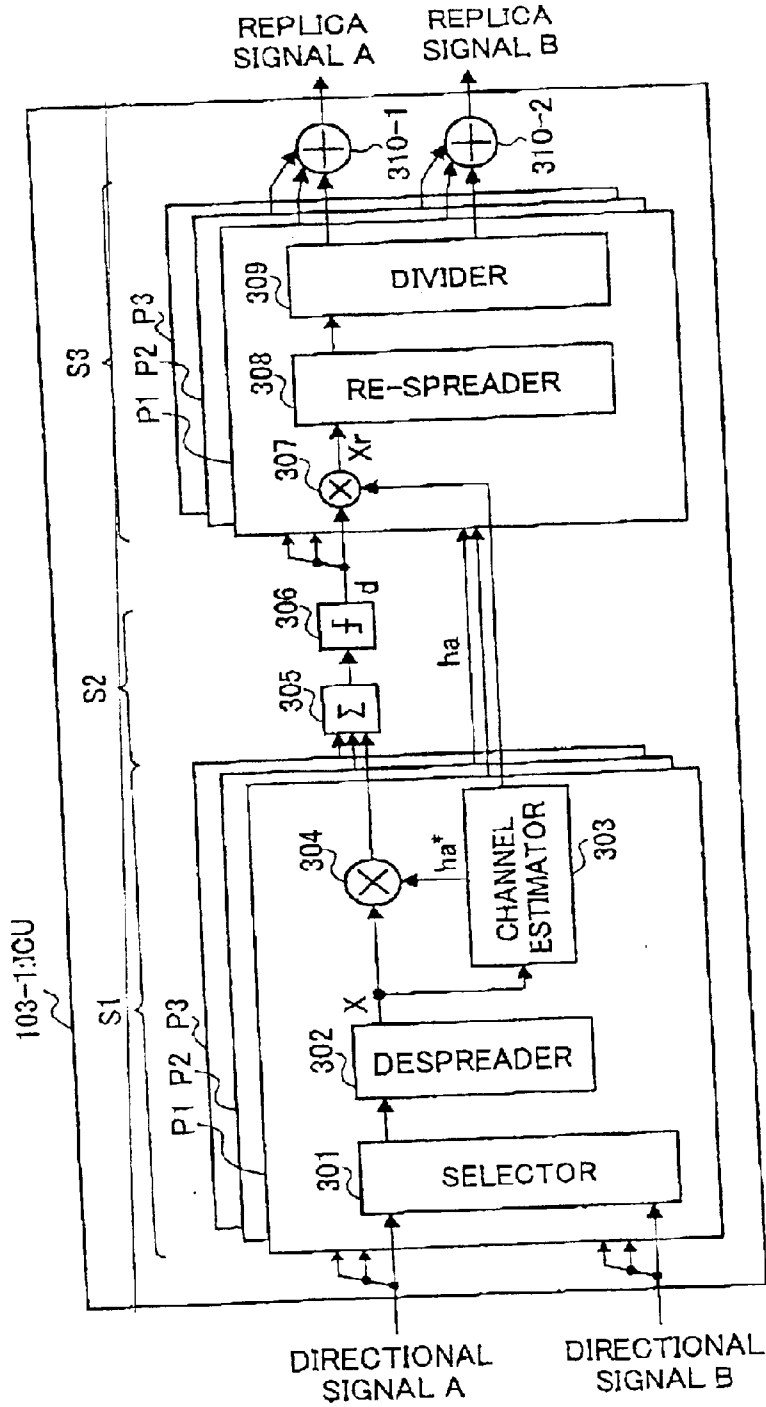 103-1:ICU
S1
S2
S3
P1 P2 P3
P1 P2 P3
DIRECTIONAL
SIGNAL A
DIRECTIONAL
SIGNAL B
301
SELECTOR
302
DESPREADER
X
304
ha*
CHANNEL
ESTIMATOR
303
305
Σ
306
d
ha
307
Xr
308
RE-SPREADER
309
DIVIDER
310-1
310-2
REPLICA
SIGNAL A
REPLICA
SIGNAL B